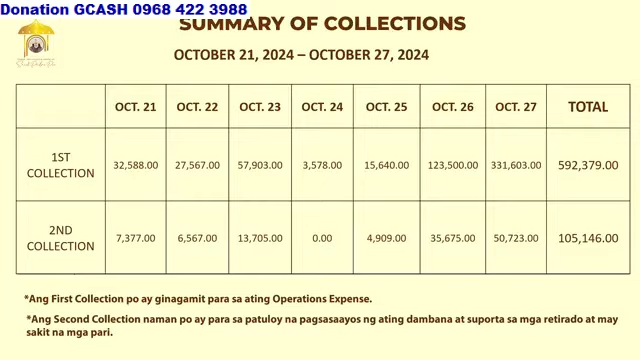 Donation GCASH 0968 422 3988
SUMMARY OF COLLECTIONS
OCTOBER 21, 2024 – OCTOBER 27, 2024
OCT. 21 OCT. 22 OCT. 23 OCT. 24 OCT. 25 OCT. 26 OCT. 27 TOTAL
1ST COLLECTION 32,588.00 27,567.00 57,903.00 3,578.00 15,640.00 123,500.00 331,603.00 592,379.00
2ND COLLECTION 7,377.00 6,567.00 13,705.00 0.00 4,909.00 35,675.00 50,723.00 105,146.00
*Ang First Collection po ay ginagamit para sa ating Operations Expense.
*Ang Second Collection naman po ay para sa patuloy na pagsasaayos ng ating dambana at suporta sa mga retirado at may
sakit na mga pari.